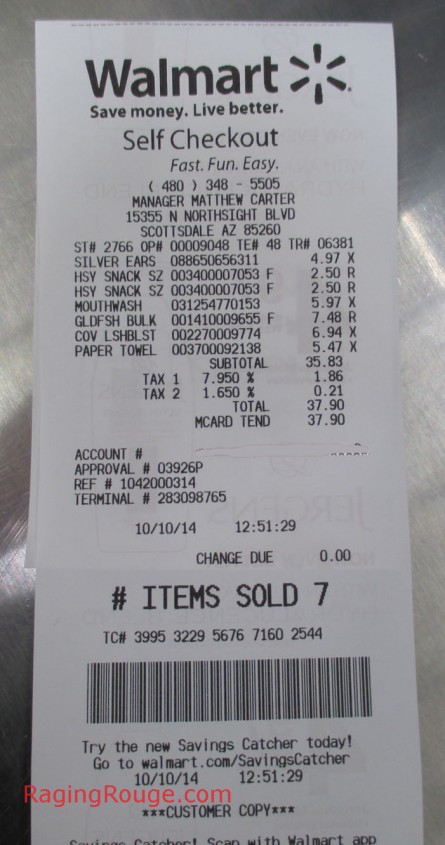 Walmart
Save money. Live better.
Self Checkout
Fast. Fun. Easy.
( 480 ) 348 - 5505
MANAGER MATTHEW CARTER
15355 N NORTHSIGHT BLVD
SCOTTSDALE AZ 85260
ST# 2766 OP# 00009048 TE# 48 TR# 06381
SILVER EARS 088650656311 4.97 X
HSY SNACK SZ 003400007053 F 2.50 R
HSY SNACK SZ 003400007053 F 2.50 R
MOUTHWASH 031254770153 5.97 X
GLDFSH BULK 001410009655 F 7.48 R
COV LSHBLST 002270009774 6.94 X
PAPER TOWEL 003700092138 5.47 X
SUBTOTAL 35.83
TAX 1 7.950 % 1.86
TAX 2 1.650 % 0.21
TOTAL 37.90
MCARD TEND 37.90
ACCOUNT #
APPROVAL # 03926P
REF # 1042000314
TERMINAL # 283098765
10/10/14 12:51:29
CHANGE DUE 0.00
# ITEMS SOLD 7
TC# 3995 3229 5676 7160 2544
Try the new Savings Catcher today!
Go to walmart.com/SavingsCatcher
10/10/14 12:51:29
RagingRouge.com
***CUSTOMER COPY***
Savings Catcher! Scan with Walmart app